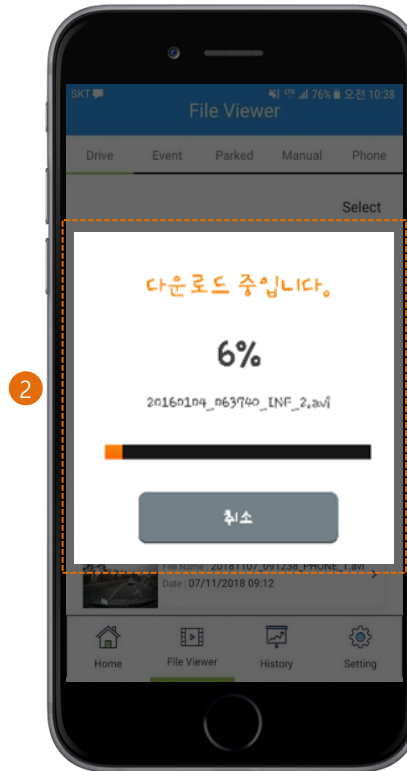 SKT 76% 오전 10:38
File Viewer
Drive Event Parked Manual Phone
Select
다운로드 중입니다.
6%
20160104_063740_INF_2.avi
취소
2
File Name : 20181107_091238_PHONE_1.avi
Date : 07/11/2018 09:12
Home File Viewer History Setting